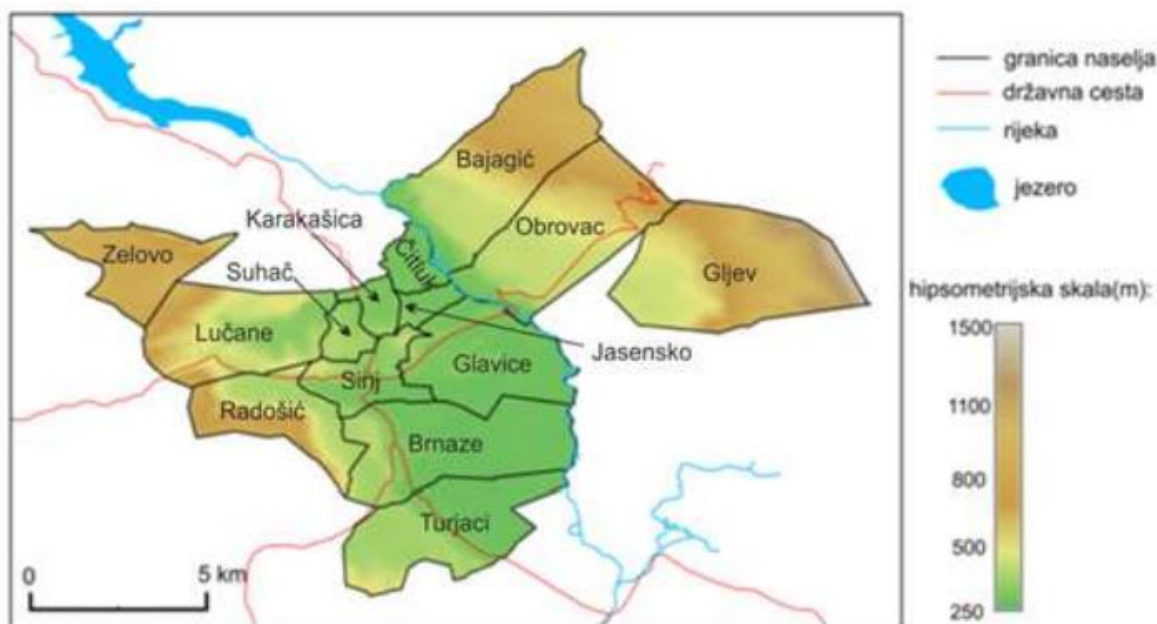 granica naselja
državna cesta
rijeka
jezero
hipsometrijska skala(m):
1500
1100
800
500
250
Bajagić
Karakašica
Obrovac
Zelovo
Čitluk
Suhač
Gljev
Lučane
Jasensko
Glavice
Sinj
Radošić
Brnaze
Turjaci
0 5 km